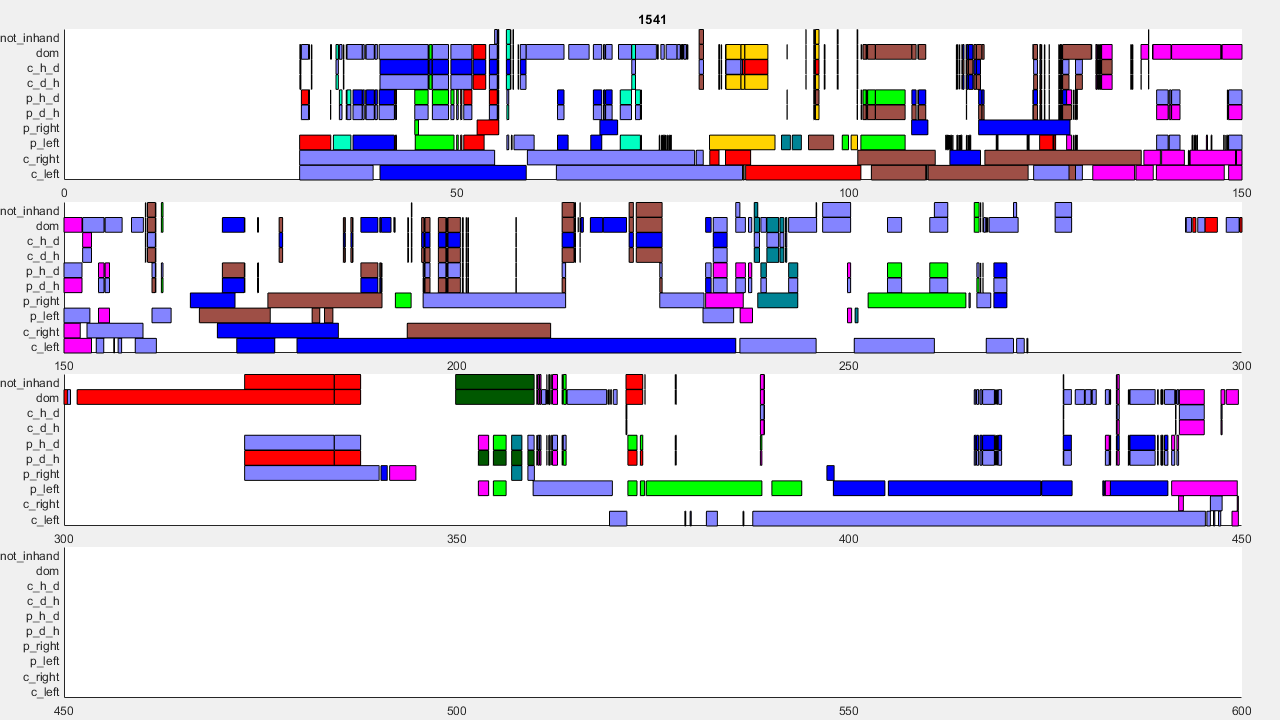 1541
not_inhand
dom
c_h_d
c_d_h
p_h_d
p_d_h
p_right
p_left
c_right
c_left
0 50 100 150
not_inhand
dom
c_h_d
c_d_h
p_h_d
p_d_h
p_right
p_left
c_right
c_left
150 200 250 300
not_inhand
dom
c_h_d
c_d_h
p_h_d
p_d_h
p_right
p_left
c_right
c_left
300 350 400 450
not_inhand
dom
c_h_d
c_d_h
p_h_d
p_d_h
p_right
p_left
c_right
c_left
450 500 550 600